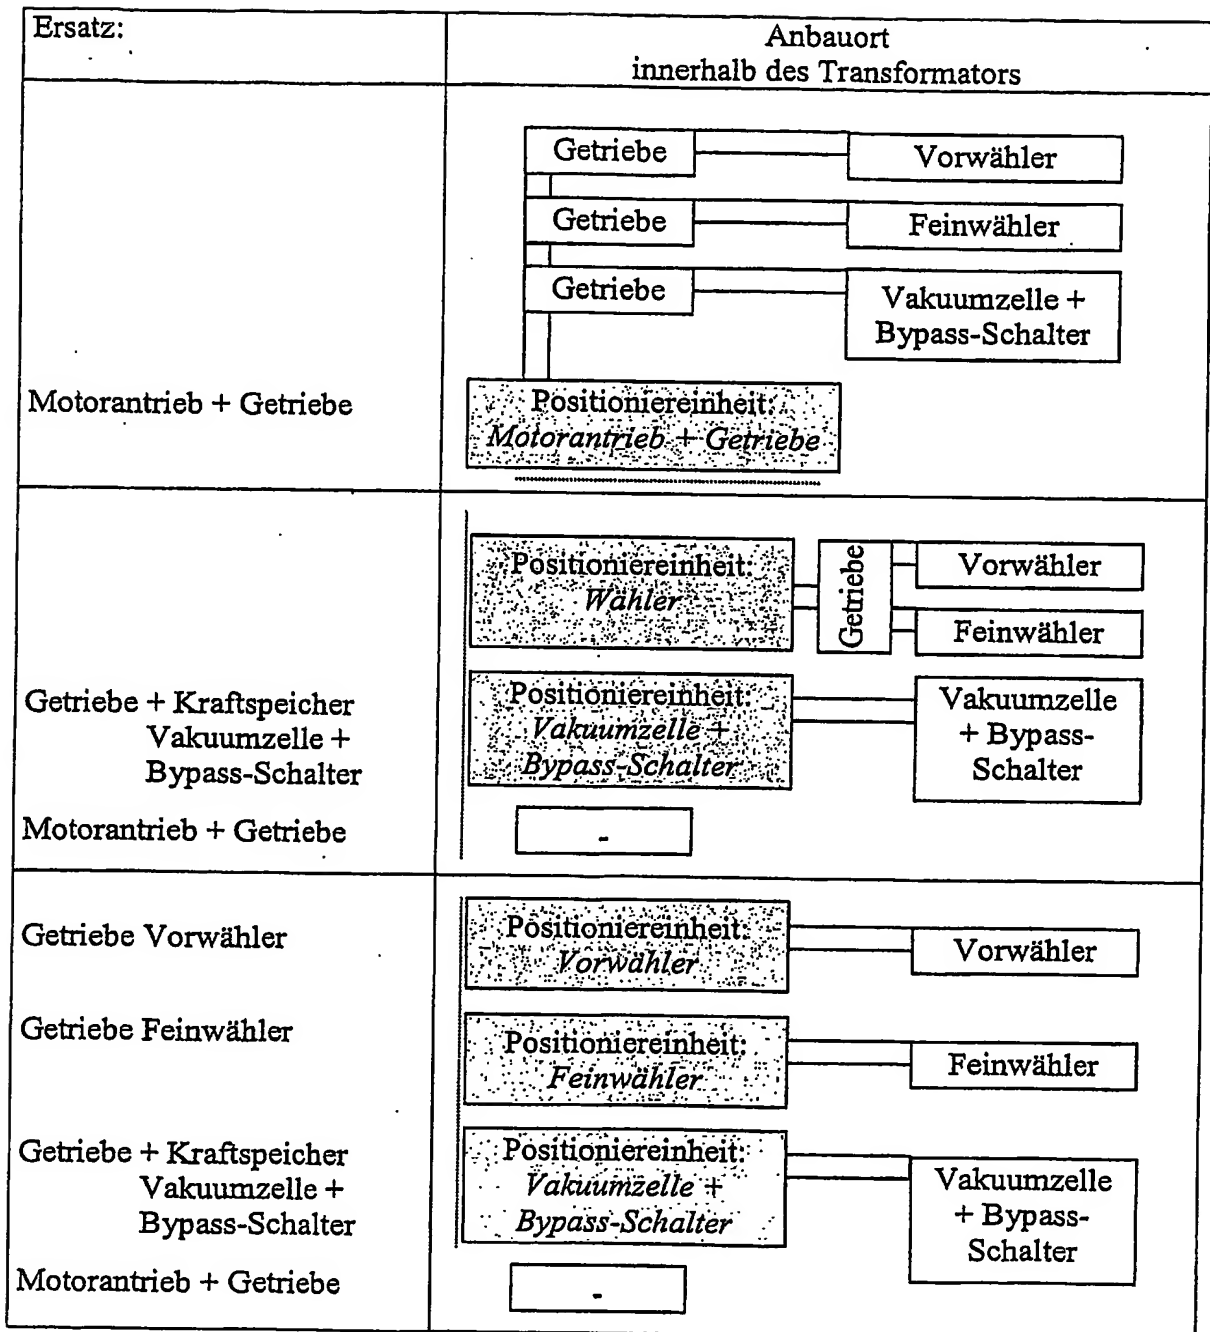 Ersatz:
Anbauort
innerhalb des Transformators
Getriebe
Vorwähler
Getriebe
Feinwähler
Getriebe
Vakuumzelle +
Bypass-Schalter
Motorantrieb + Getriebe
Positioniereinheit:
Motorantrieb + Getriebe
Positioniereinheit:
Wähler
Getriebe
Vorwähler
Feinwähler
Getriebe + Kraftspeicher
Vakuumzelle +
Bypass-Schalter
Positioniereinheit:
Vakuumzelle +
Bypass-Schalter
Vakuumzelle
+ Bypass-
Schalter
Motorantrieb + Getriebe
-
Getriebe Vorwähler
Positioniereinheit:
Vorwähler
Vorwähler
Getriebe Feinwähler
Positioniereinheit:
Feinwähler
Feinwähler
Getriebe + Kraftspeicher
Vakuumzelle +
Bypass-Schalter
Positioniereinheit:
Vakuumzelle +
Bypass-Schalter
Vakuumzelle
+ Bypass-
Schalter
Motorantrieb + Getriebe
-